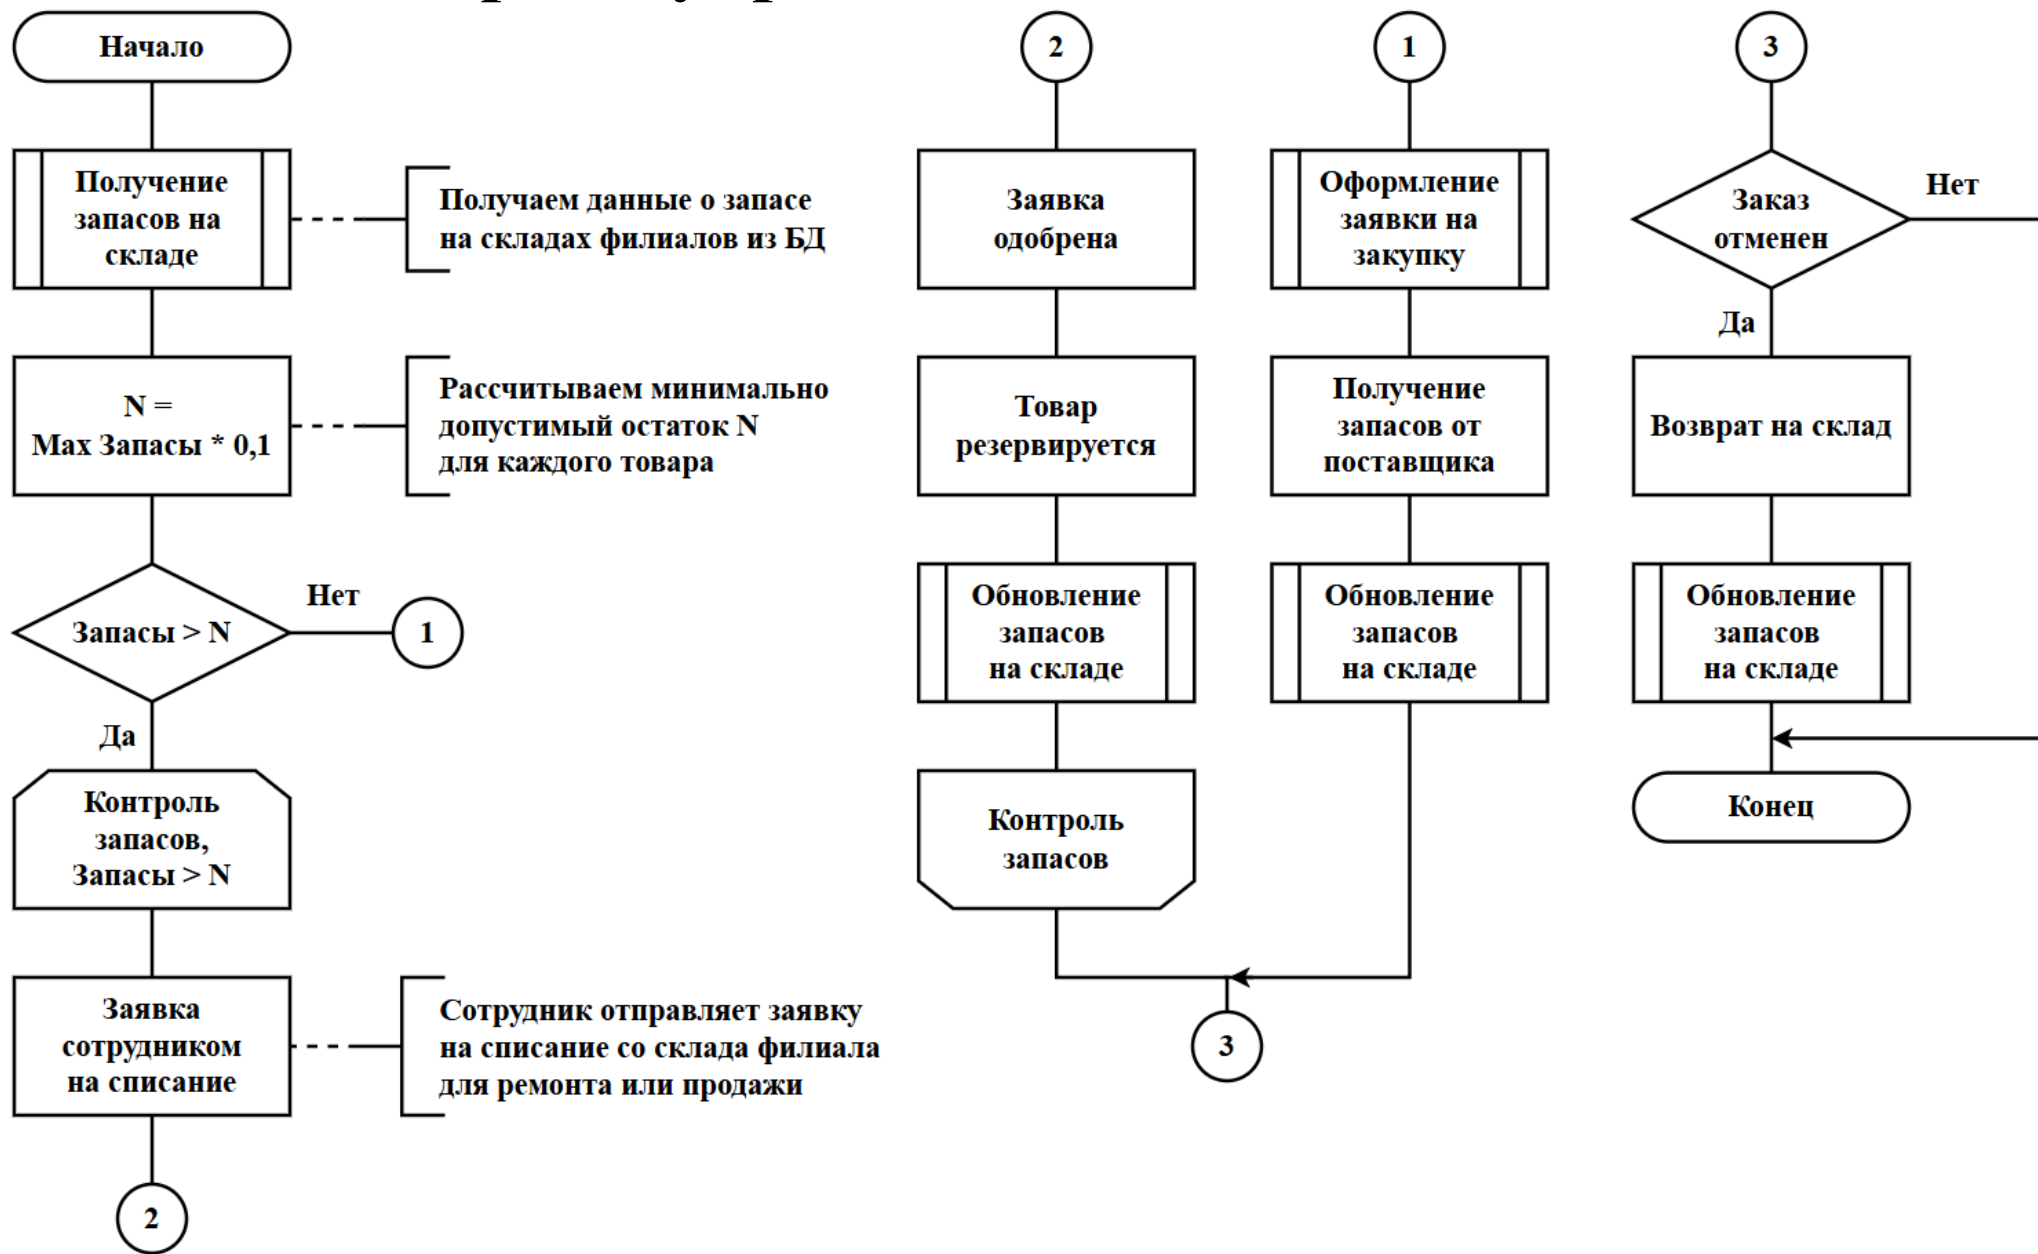 Начало
Получение
запасов на
складе
Получаем данные о запасе
на складах филиалов из БД
N =
Max Запасы * 0,1
Рассчитываем минимально
допустимый остаток N
для каждого товара
Запасы > N
Нет
1
Да
Контроль
запасов,
Запасы > N
Заявка
сотрудником
на списание
Сотрудник отправляет заявку
на списание со склада филиала
для ремонта или продажи
2
2
Заявка
одобрена
Товар
резервируется
Обновление
запасов
на складе
Контроль
запасов
1
Оформление
заявки на
закупку
Получение
запасов от
поставщика
Обновление
запасов
на складе
3
3
Заказ
отменен
Нет
Да
Возврат на склад
Обновление
запасов
на складе
Конец